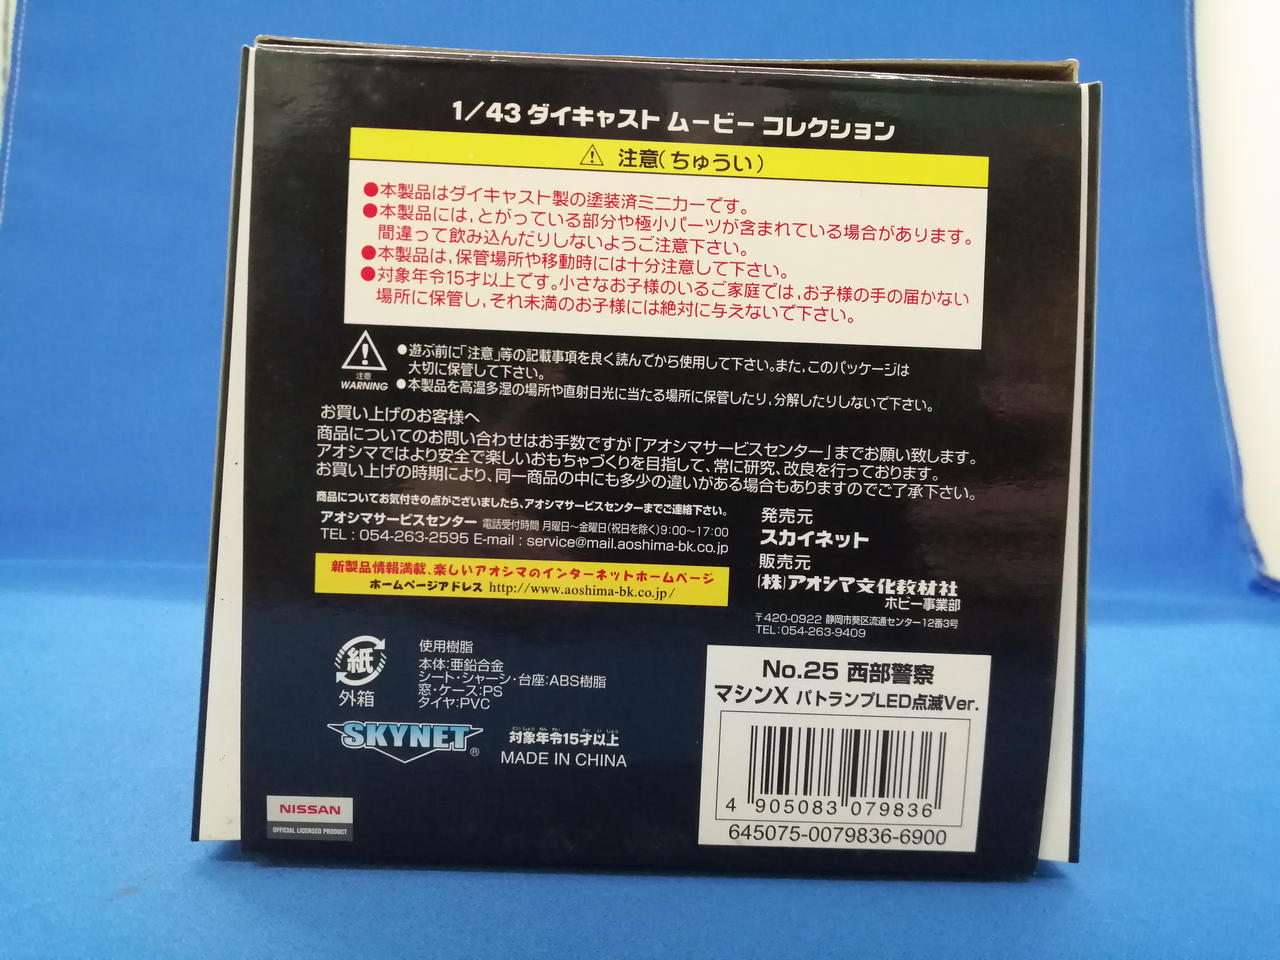 1/43 ダイキャスト ムービー コレクション
⚠ 注意(ちゅうい)
●本製品はダイキャスト製の塗装済ミニカーです。
●本製品には,とがっている部分や極小パーツが含まれている場合があります。
間違って飲み込んだりしないようご注意下さい。
●本製品は,保管場所や移動時には十分注意して下さい。
●対象年令15才以上です。小さなお子様のいるご家庭では,お子様の手の届かない
場所に保管し,それ未満のお子様には絶対に与えないで下さい。
注意
WARNING
●遊ぶ前に「注意」等の記載事項を良く読んでから使用して下さい。また,このパッケージは
大切に保管して下さい。
●本製品を高温多湿の場所や直射日光に当たる場所に保管したり,分解したりしないで下さい。
お買い上げのお客様へ
商品についてのお問い合わせはお手数ですが「アオシマサービスセンター」までお願い致します。
アオシマではより安全で楽しいおもちゃづくりを目指して、常に研究、改良を行っております。
お買い上げの時期により、同一商品の中にも多少の違いがある場合もありますのでご了承下さい。
商品についてお気付きの点がございましたら、アオシマサービスセンターまでご連絡下さい。
アオシマサービスセンター 電話受付時間 月曜日~金曜日(祝日を除く)9:00~17:00
TEL : 054-263-2595 E-mail : service@mail.aoshima-bk.co.jp
新製品情報満載、楽しいアオシマのインターネットホームページ
ホームページアドレス http://www.aoshima-bk.co.jp/
発売元
スカイネット
販売元
(株)アオシマ文化教材社
ホビー事業部
〒420-0922 静岡市葵区流通センター12番3号
TEL:054-263-9409
紙
外箱
使用樹脂
本体:亜鉛合金
シート・シャーシ・台座:ABS樹脂
窓・ケース:PS
タイヤ:PVC
SKYNET®
たいしょうねんれい さい いじょう
対象年令15才以上
MADE IN CHINA
NISSAN
OFFICIAL LICENSED PRODUCT
No.25 西部警察
マシンX パトランプLED点滅Ver.
4 905083 079836
645075-0079836-6900